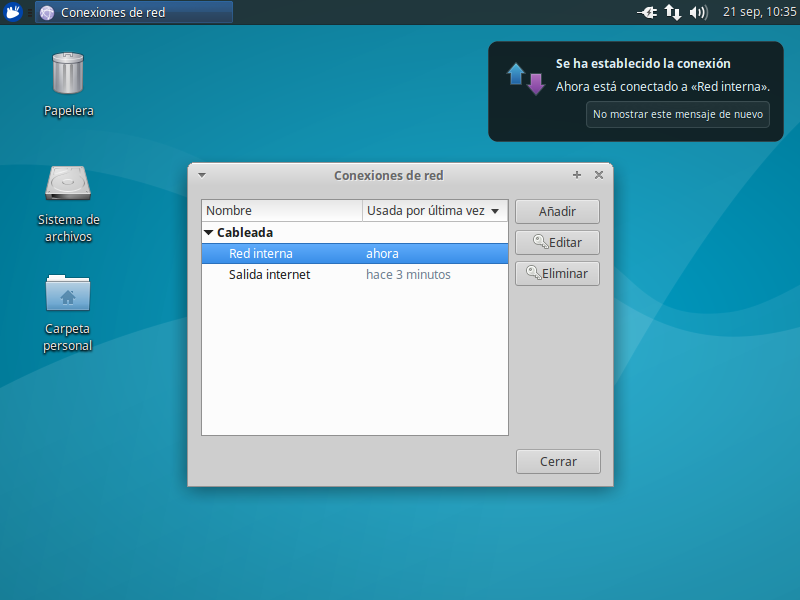 Conexiones de red
21 sep, 10:35
Se ha establecido la conexión
Ahora está conectado a «Red interna».
No mostrar este mensaje de nuevo
Papelera
Sistema de
archivos
Carpeta
personal
Conexiones de red
Nombre Usada por última vez
Cableada
Red interna ahora
Salida internet hace 3 minutos
Añadir
Editar
Eliminar
Cerrar